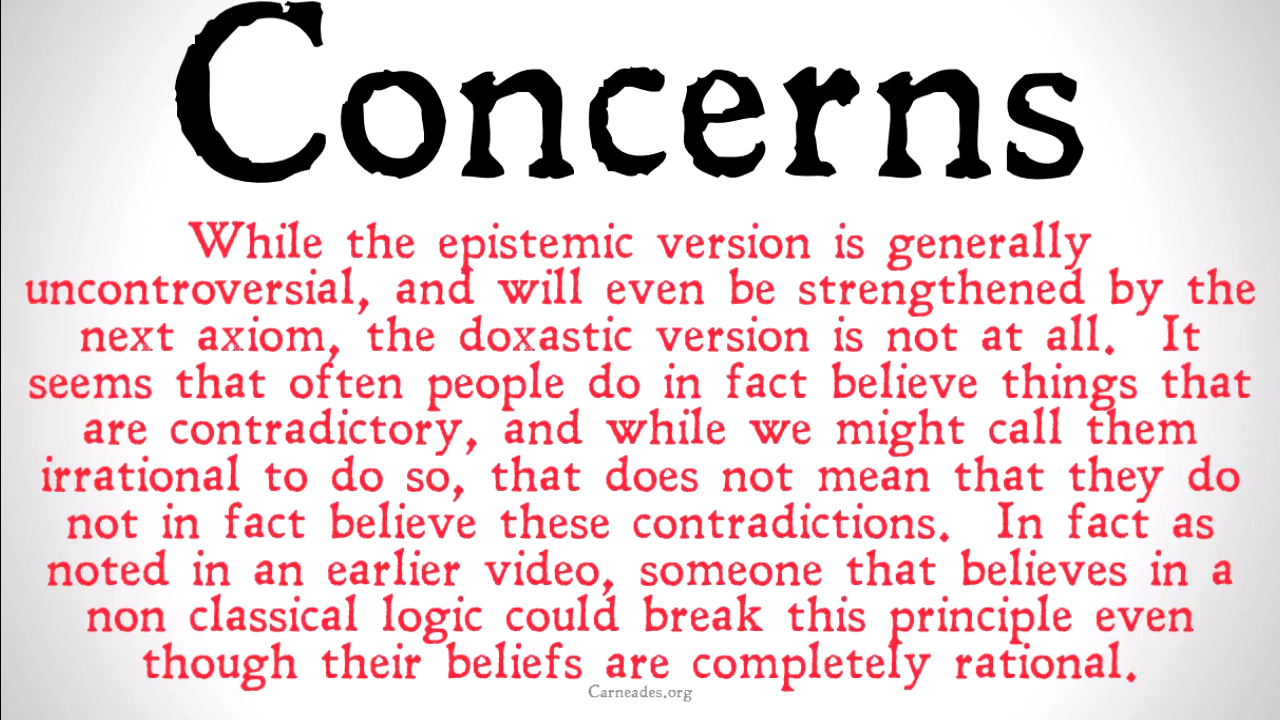 Concerns
While the epistemic version is generally
uncontroversial, and will even be strengthened by the
next axiom, the doxastic version is not at all. It
seems that often people do in fact believe things that
are contradictory, and while we might call them
irrational to do so, that does not mean that they do
not in fact believe these contradictions. In fact as
noted in an earlier video, someone that believes in a
non classical logic could break this principle even
though their beliefs are completely rational.
Carneades.org